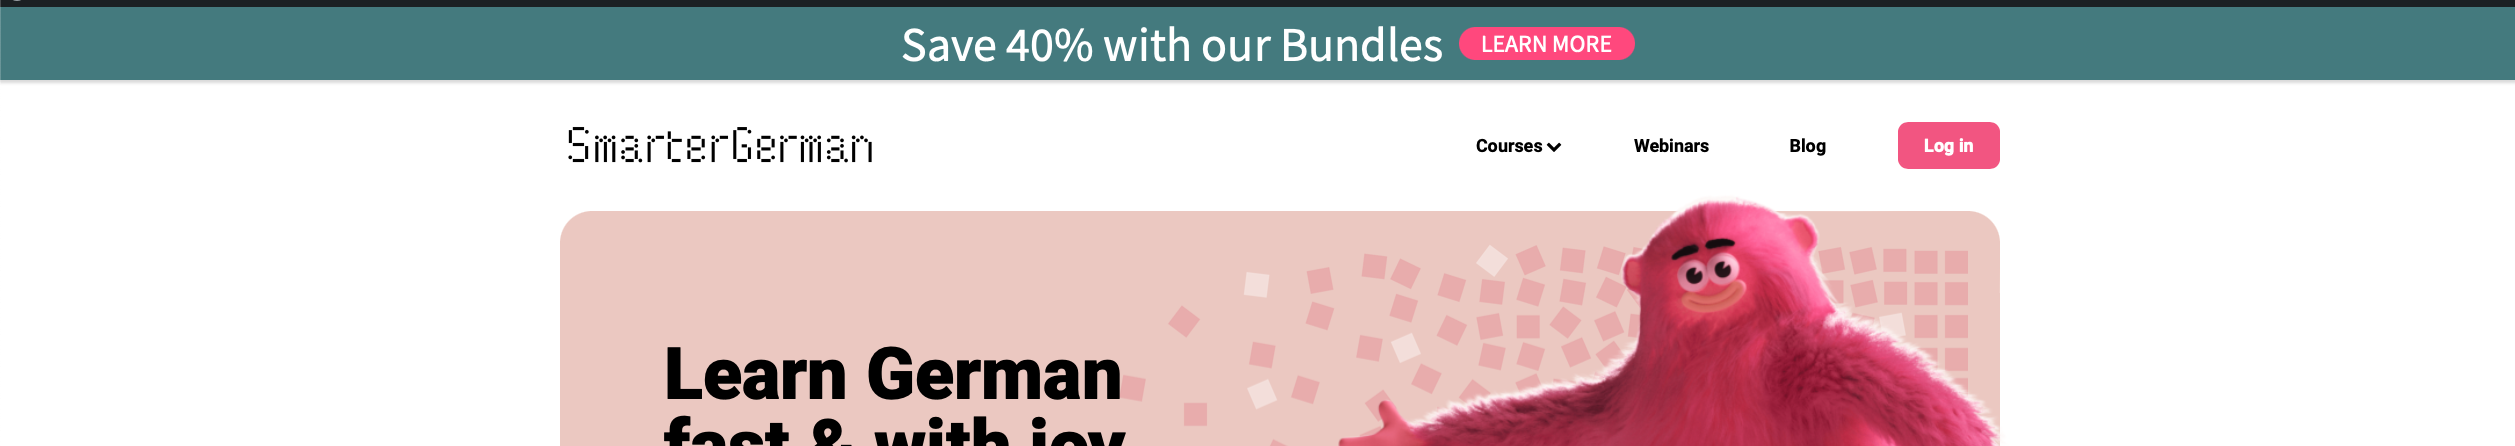 Save 40% with our Bundles LEARN MORE
SmarterGerman
Courses Webinars Blog Log in
Learn German
fast & with joy